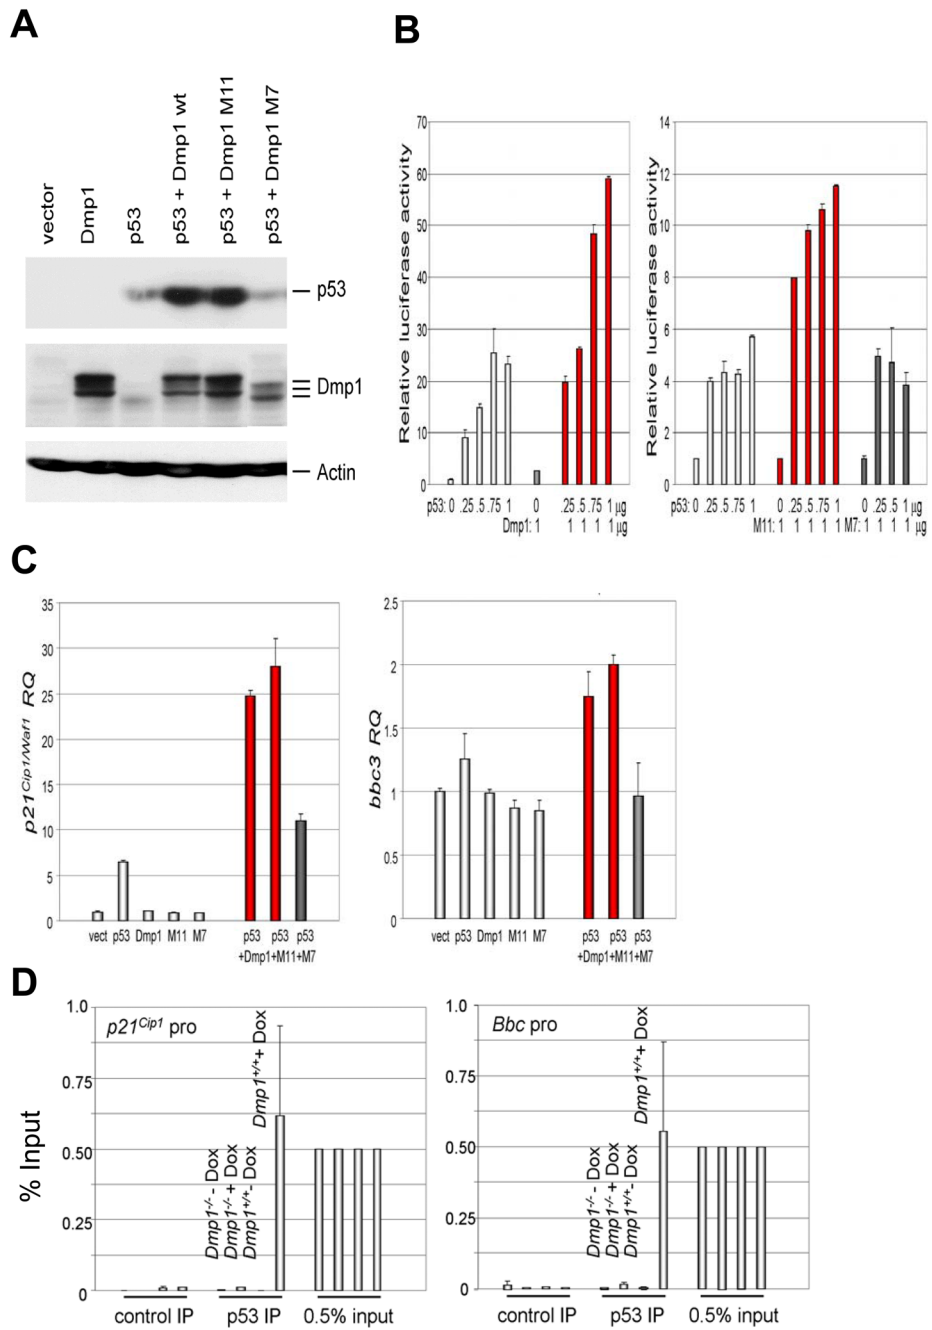 A
B
vector
Dmp1
p53
p53 + Dmp1 wt
p53 + Dmp1 M11
p53 + Dmp1 M7
p53
Dmp1
Actin
Relative luciferase activity
70
60
50
40
30
20
10
0
p53: 0 .25 .5 .75 1 0 .25 .5 .75 1 µg
Dmp1: 1 1 1 1 1 µg
Relative luciferase activity
14
12
10
8
6
4
2
0
p53: 0 .25 .5 .75 1 0 .25 .5 .75 1 0 .25 .5 1 µg
M11: 1 1 1 1 1 M7: 1 1 1 1 µg
C
p21Cip1/Waf1 RQ
35
30
25
20
15
10
5
0
vect p53 Dmp1 M11 M7 p53 p53 p53
+Dmp1+M11+M7
bbc3 RQ
2.5
2
1.5
1
0.5
0
vect p53 Dmp1 M11 M7 p53 p53 p53
+Dmp1+M11+M7
D
% Input
1.0
0.75
0.50
0.25
0
p21Cip1 pro
Dmp1-/-- Dox
Dmp1-/-+ Dox
Dmp1+/+- Dox
Dmp1+/++ Dox
control IP p53 IP 0.5% input
1.0
0.75
0.50
0.25
0
Bbc pro
Dmp1-/-- Dox
Dmp1-/-+ Dox
Dmp1+/+- Dox
Dmp1+/++ Dox
control IP p53 IP 0.5% input